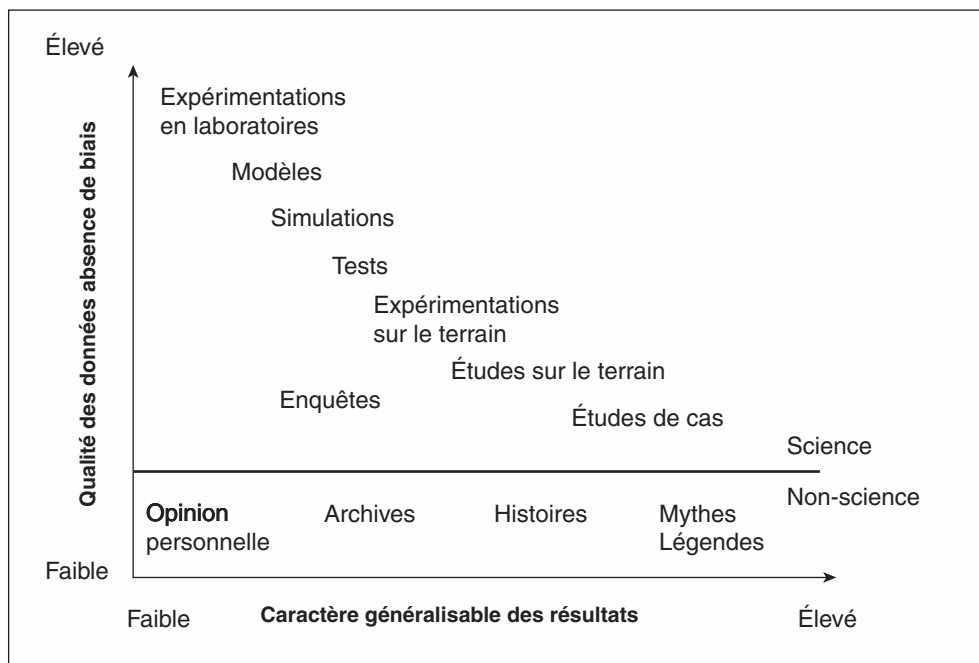 Élevé
Expérimentations
en laboratoires
Modèles
Simulations
Tests
Expérimentations
sur le terrain
Études sur le terrain
Enquêtes
Études de cas
Science
Non-science
Opinion
personnelle
Archives
Histoires
Mythes
Légendes
Faible
Faible
Caractère généralisable des résultats
Élevé
Qualité des données absence de biais